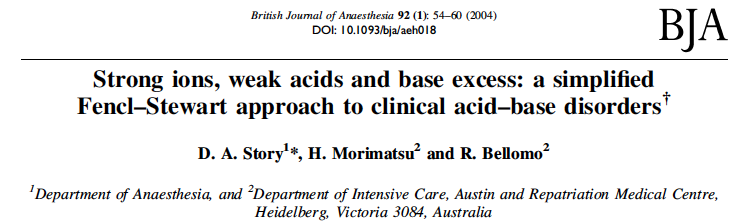 British Journal of Anaesthesia 92 (1): 54–60 (2004)
DOI: 10.1093/bja/aeh018
BJA
Strong ions, weak acids and base excess: a simplified
Fencl–Stewart approach to clinical acid–base disorders†
D. A. Story1*, H. Morimatsu2 and R. Bellomo2
1Department of Anaesthesia, and 2Department of Intensive Care, Austin and Repatriation Medical Centre,
Heidelberg, Victoria 3084, Australia